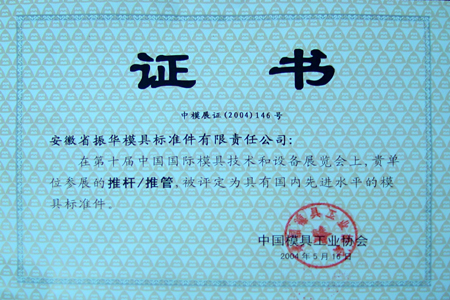 证 书
中模展证(2004)146号
安徽省振华模具标准件有限责任公司:
在第十届中国国际模具技术和设备展览会上,贵单
位参展的推杆/推管,被评定为具有国内先进水平的模
具标准件。
中国模具工业协会
2004年5月16日